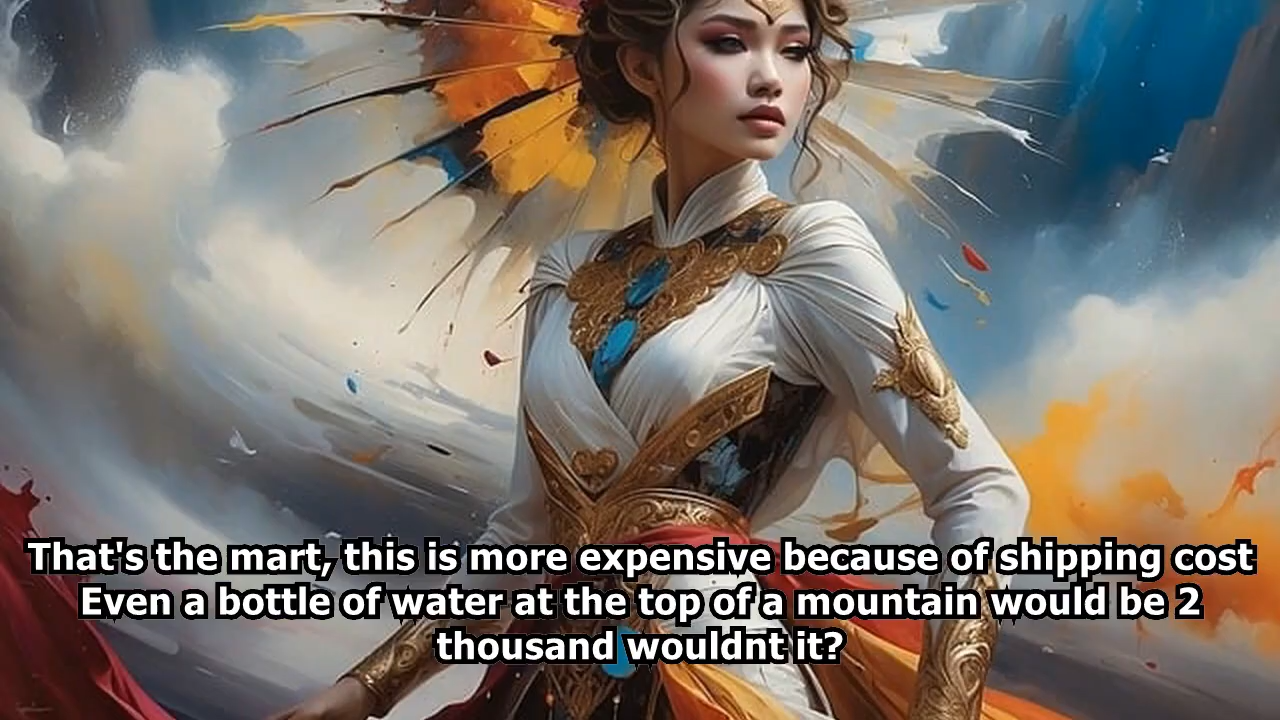 That's the mart, this is more expensive because of shipping cost
Even a bottle of water at the top of a mountain would be 2
thousand wouldnt it?